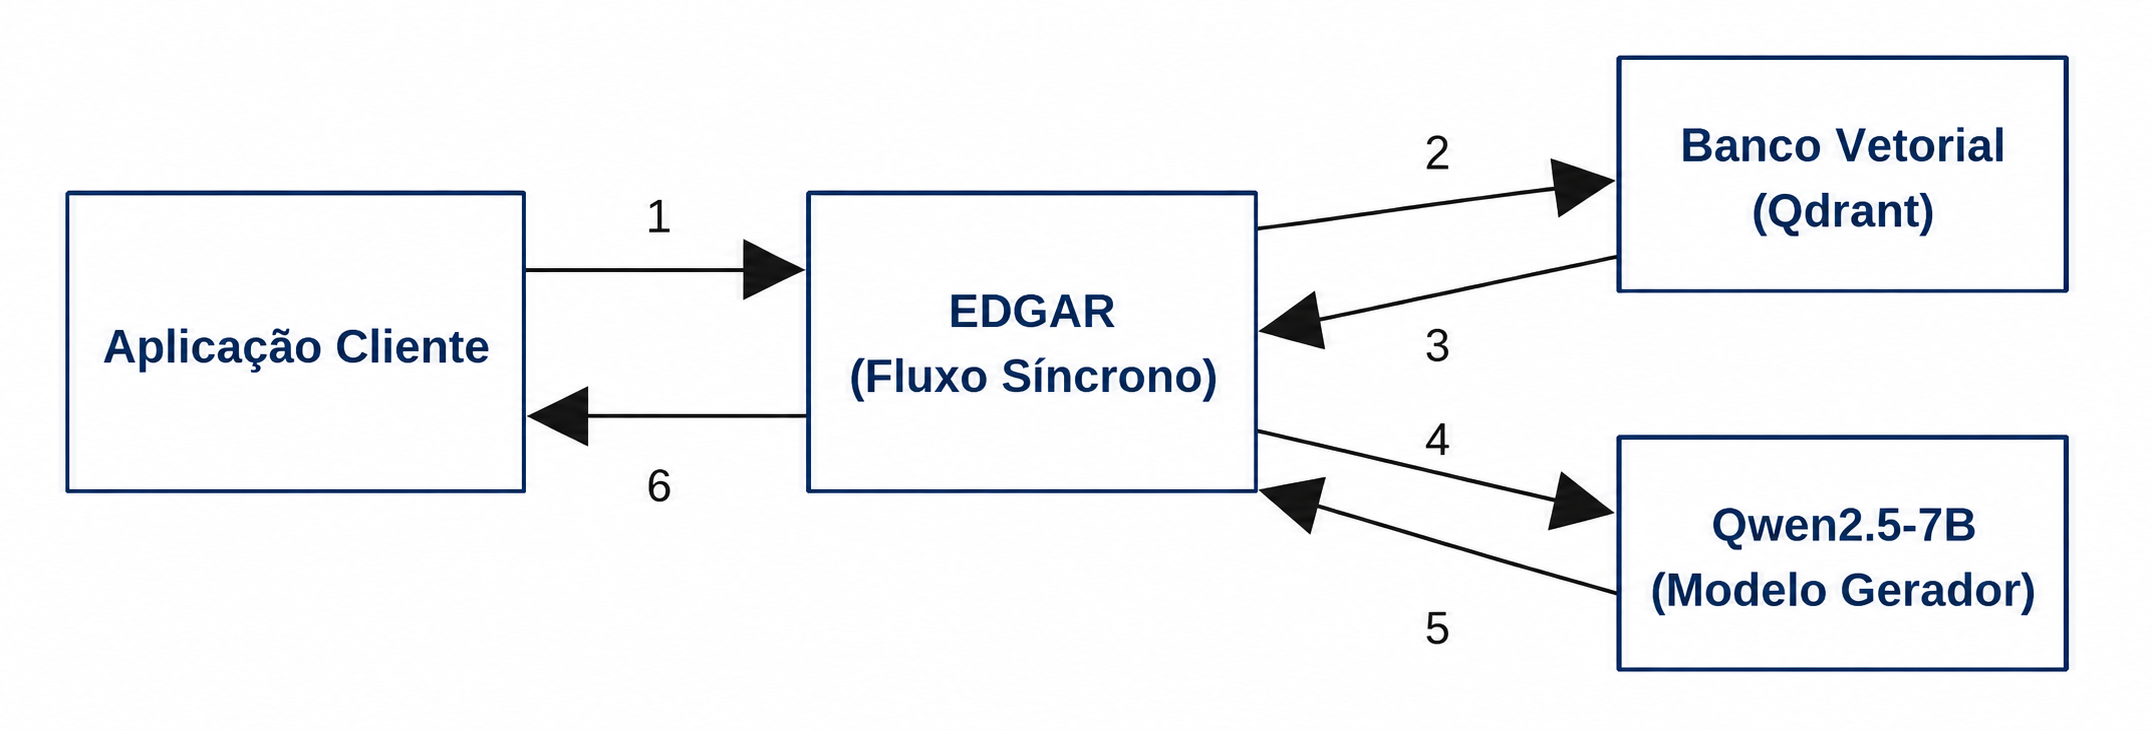 Aplicação Cliente
1
6
EDGAR
(Fluxo Síncrono)
2
3
4
5
Banco Vetorial
(Qdrant)
Qwen2.5-7B
(Modelo Gerador)